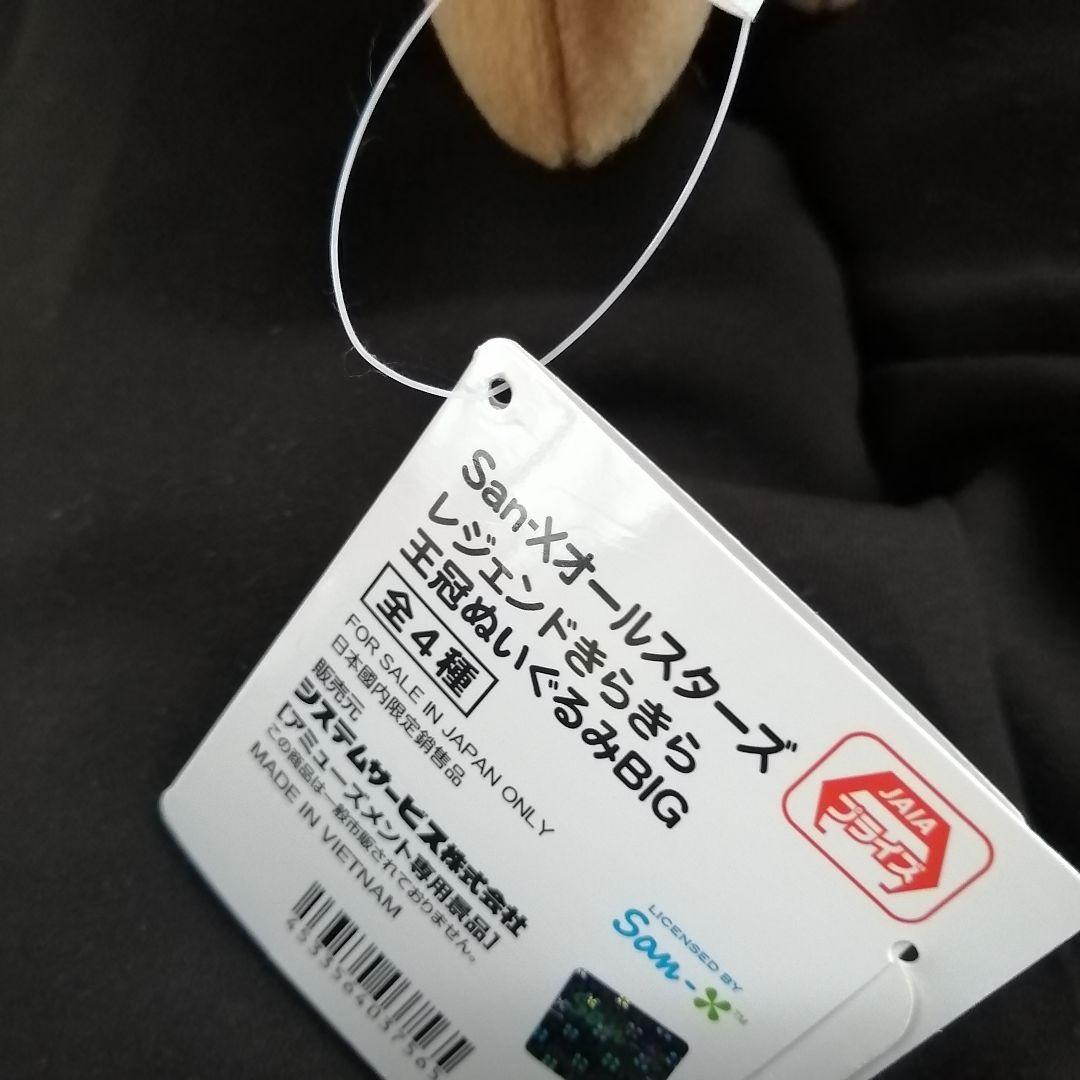 San-Xオールスターズ
レジェンドきらきら
王冠ぬいぐるみBIG
全4種
FOR SALE IN JAPAN ONLY
日本國内限定銷售品
販売元
システムサービス株式会社
[アミューズメント専用景品]
この商品は一般市販されておりません。
MADE IN VIETNAM
JAIA
プライズ
LICENSED BY
San-X™